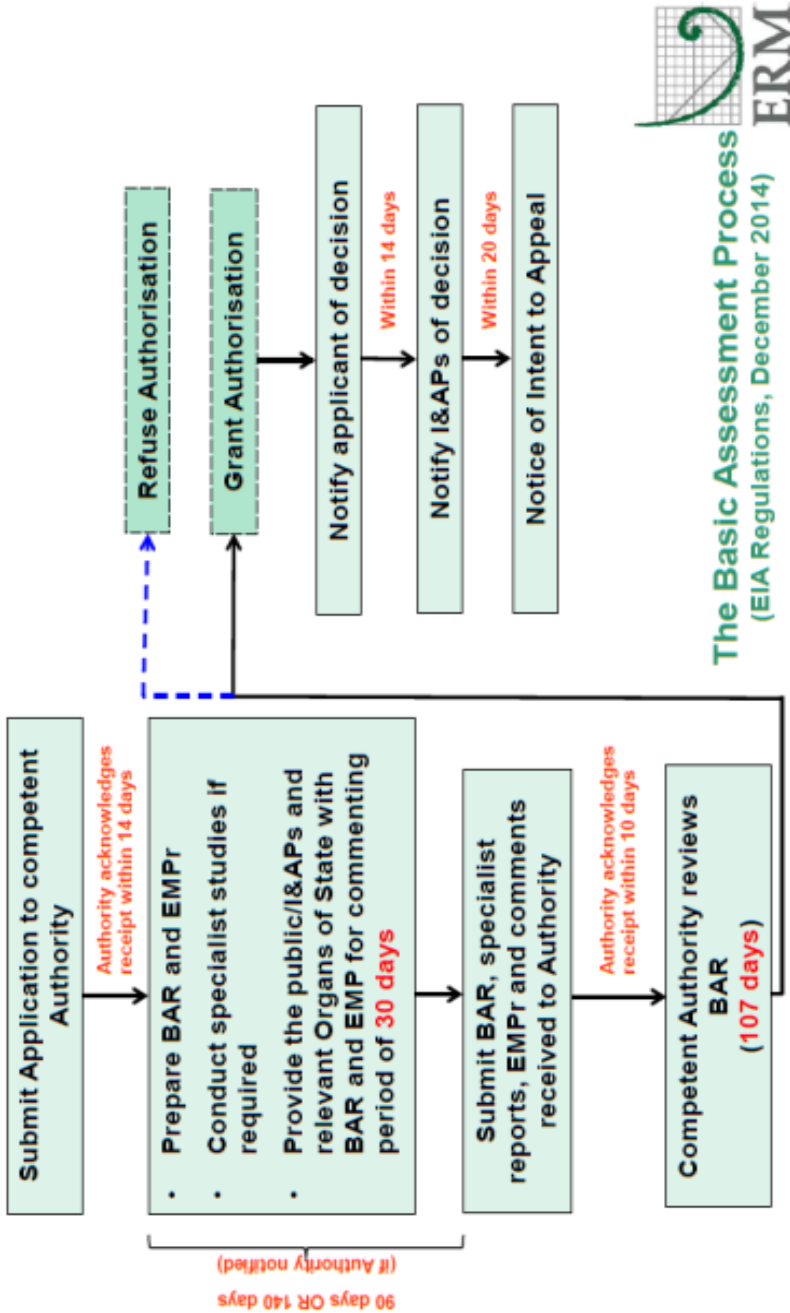 Submit Application to competent
Authority
Authority acknowledges
receipt within 14 days
• Prepare BAR and EMPr
• Conduct specialist studies if
required
• Provide the public/I&APs and
relevant Organs of State with
BAR and EMP for commenting
period of 30 days
90 days OR 140 days
(if Authority notified)
Submit BAR, specialist
reports, EMPr and comments
received to Authority
Authority acknowledges
receipt within 10 days
Competent Authority reviews
BAR
(107 days)
Refuse Authorisation
Grant Authorisation
Notify applicant of decision
Within 14 days
Notify I&APs of decision
Within 20 days
Notice of Intent to Appeal
The Basic Assessment Process
(EIA Regulations, December 2014)
ERM